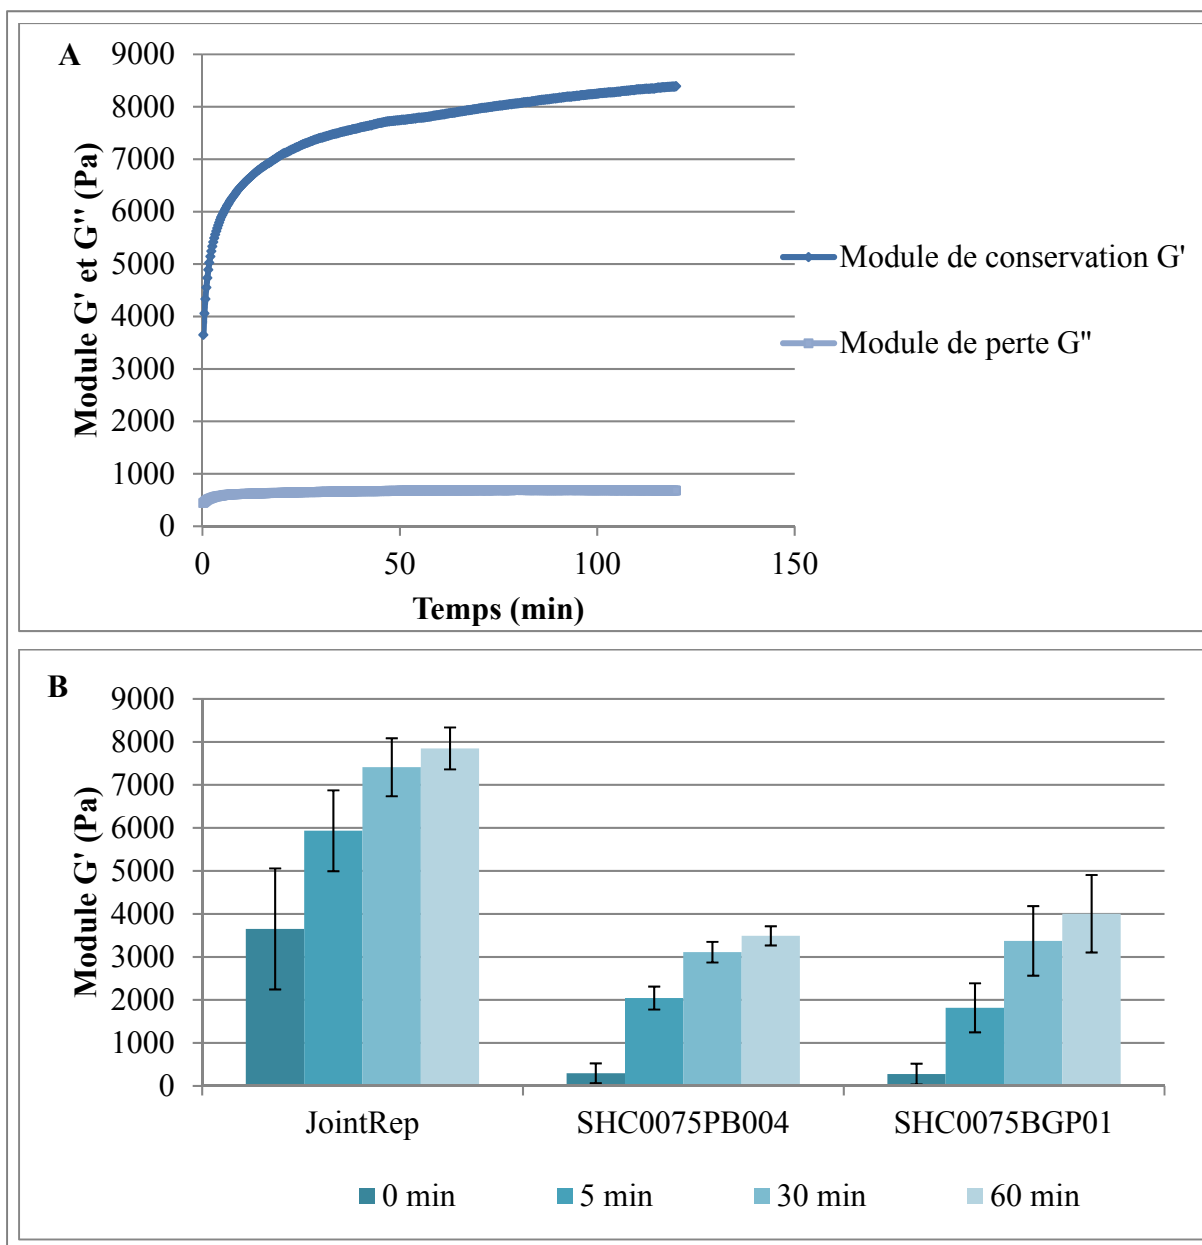 A
9000
8000
7000
6000
5000
4000
3000
2000
1000
0
Module G' et G'' (Pa)
0 50 100 150
Temps (min)
Module de conservation G'
Module de perte G"
B
9000
8000
7000
6000
5000
4000
3000
2000
1000
0
Module G' (Pa)
JointRep SHC0075PB004 SHC0075BGP01
0 min 5 min 30 min 60 min